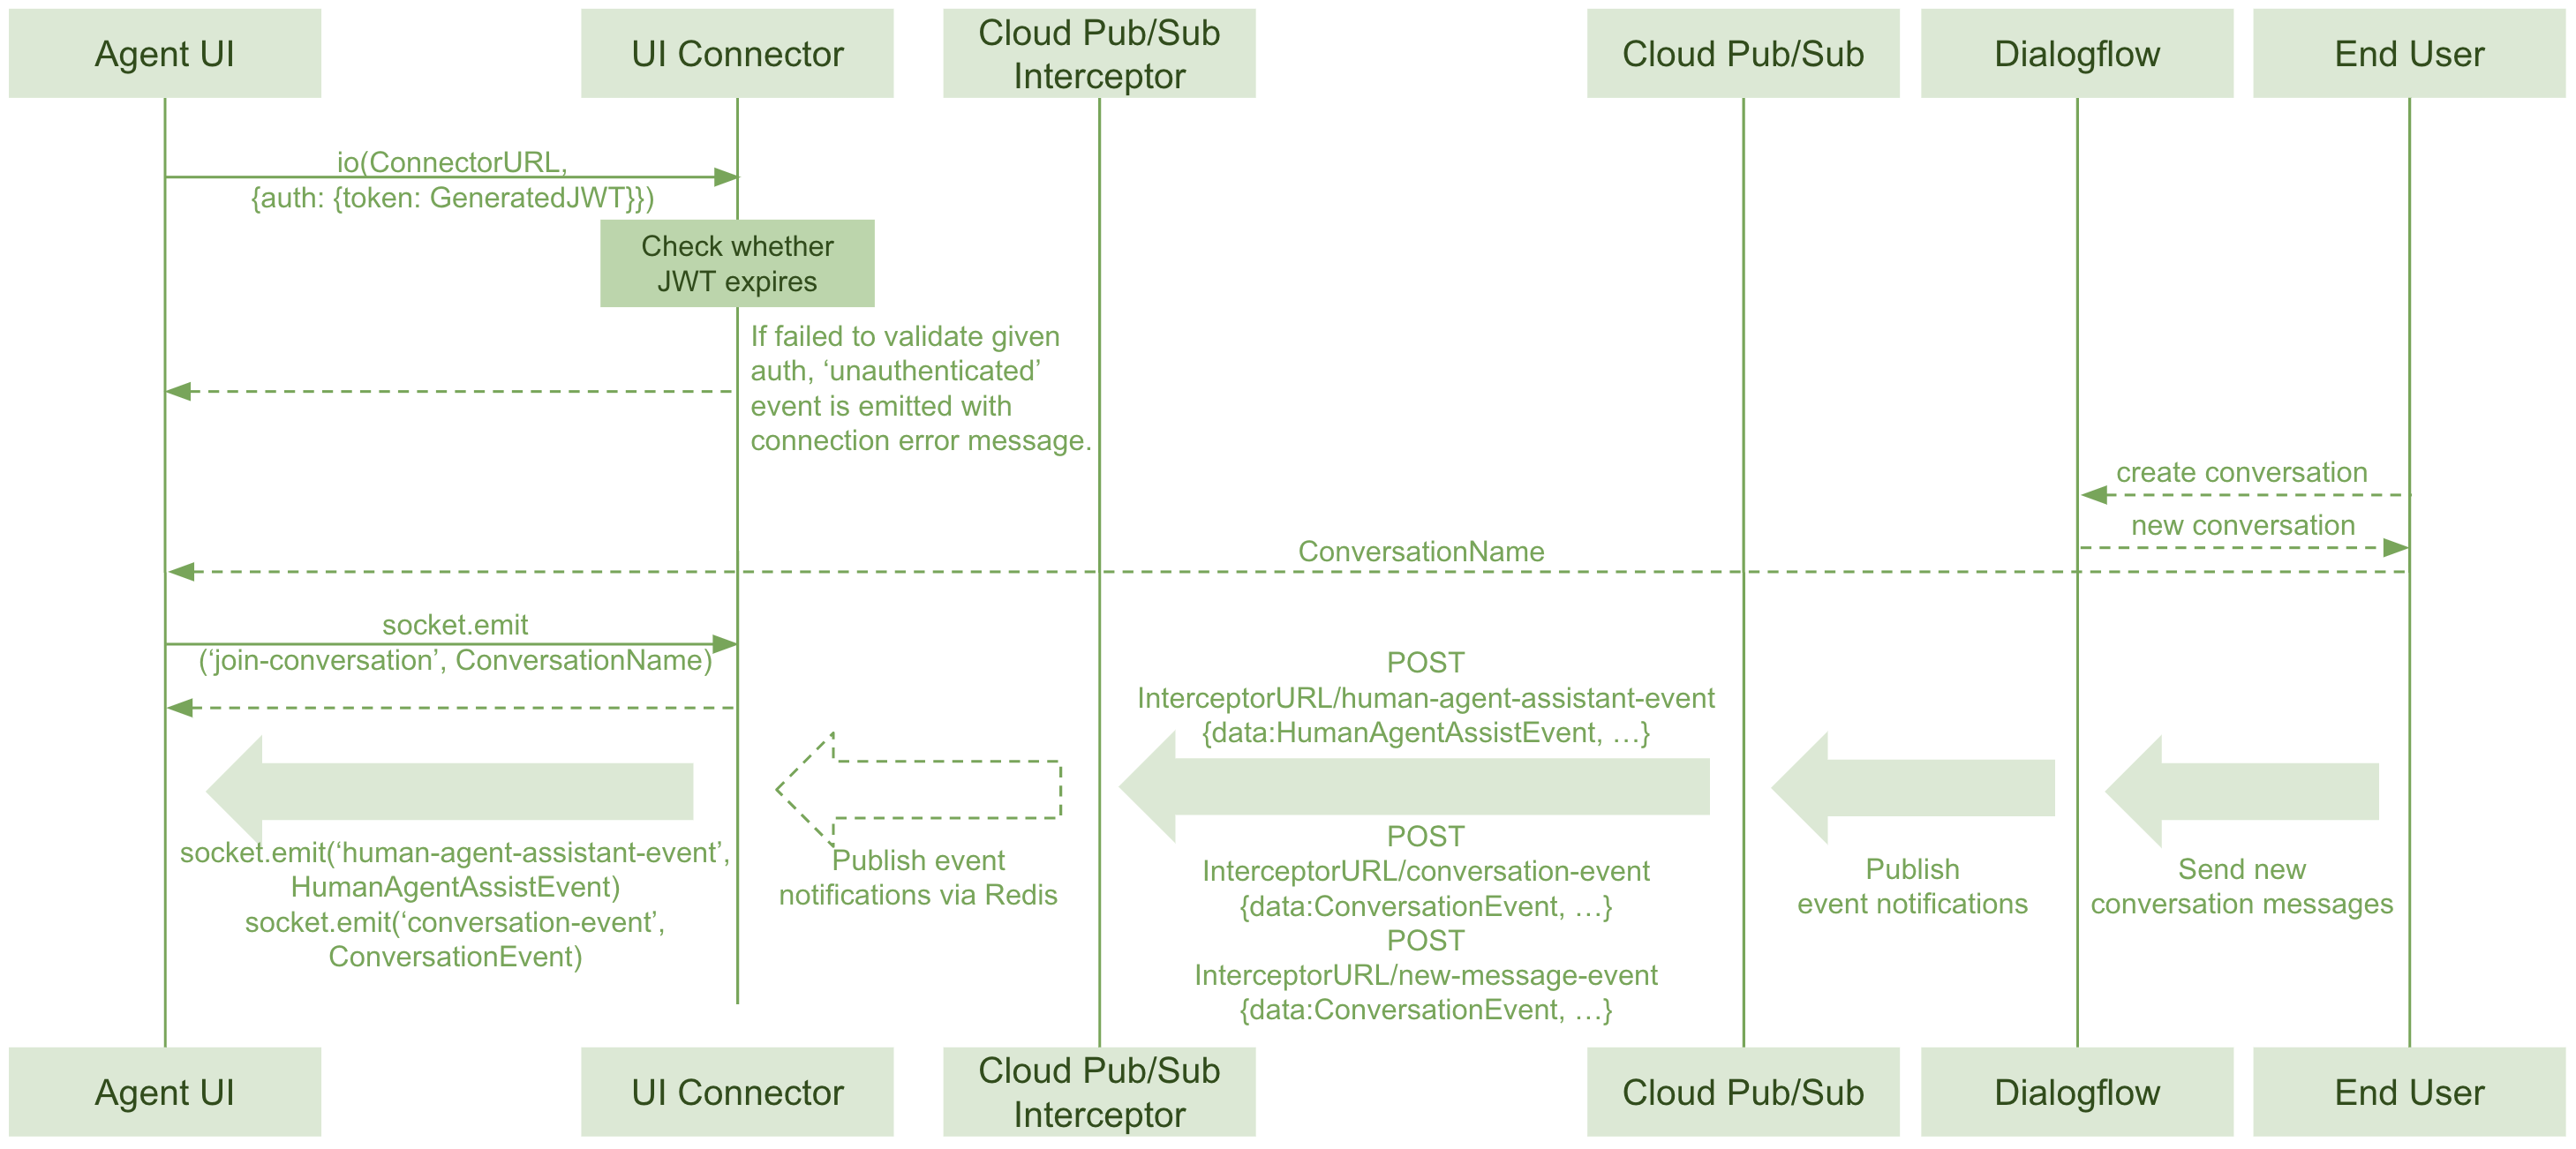 Agent UI
UI Connector
Cloud Pub/Sub
Interceptor
Cloud Pub/Sub
Dialogflow
End User
io(ConnectorURL,
{auth: {token: GeneratedJWT}})
Check whether
JWT expires
If failed to validate given
auth, ‘unauthenticated’
event is emitted with
connection error message.
create conversation
new conversation
ConversationName
socket.emit
(‘join-conversation’, ConversationName)
POST
InterceptorURL/human-agent-assistant-event
{data:HumanAgentAssistEvent, …}
socket.emit(‘human-agent-assistant-event’,
HumanAgentAssistEvent)
socket.emit(‘conversation-event’,
ConversationEvent)
Publish event
notifications via Redis
POST
InterceptorURL/conversation-event
{data:ConversationEvent, …}
POST
InterceptorURL/new-message-event
{data:ConversationEvent, …}
Publish
event notifications
Send new
conversation messages
Agent UI
UI Connector
Cloud Pub/Sub
Interceptor
Cloud Pub/Sub
Dialogflow
End User